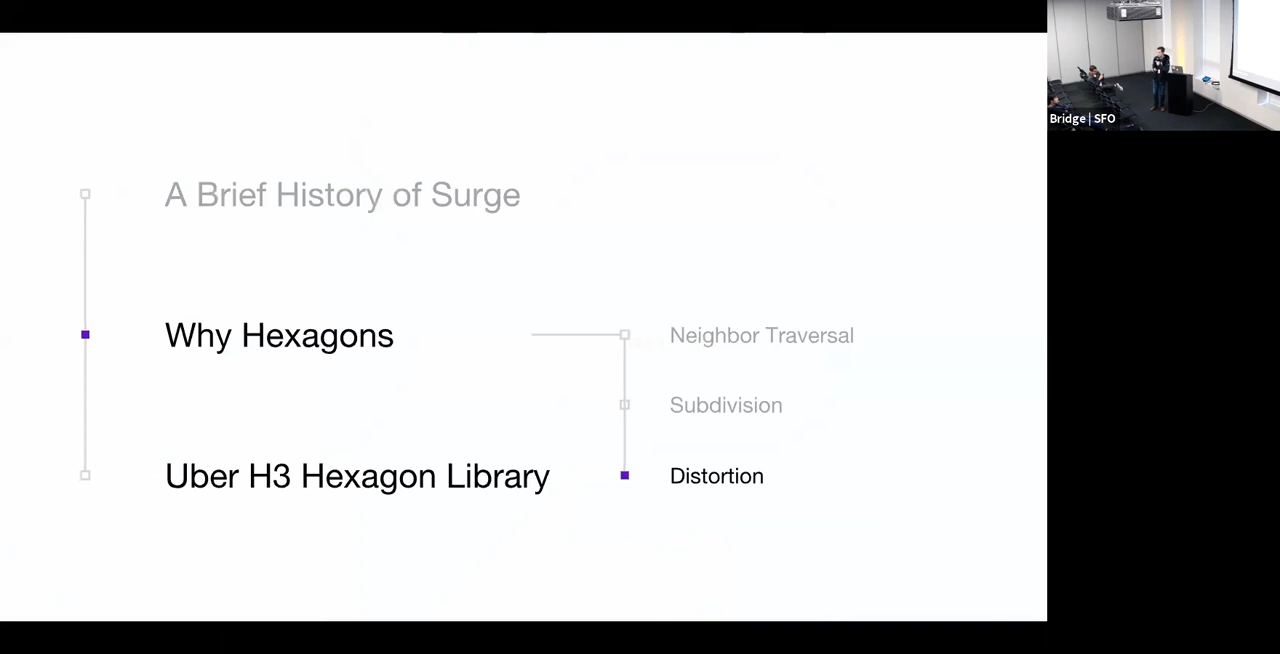 A Brief History of Surge
Why Hexagons
Neighbor Traversal
Subdivision
Uber H3 Hexagon Library
Distortion
Bridge | SFO